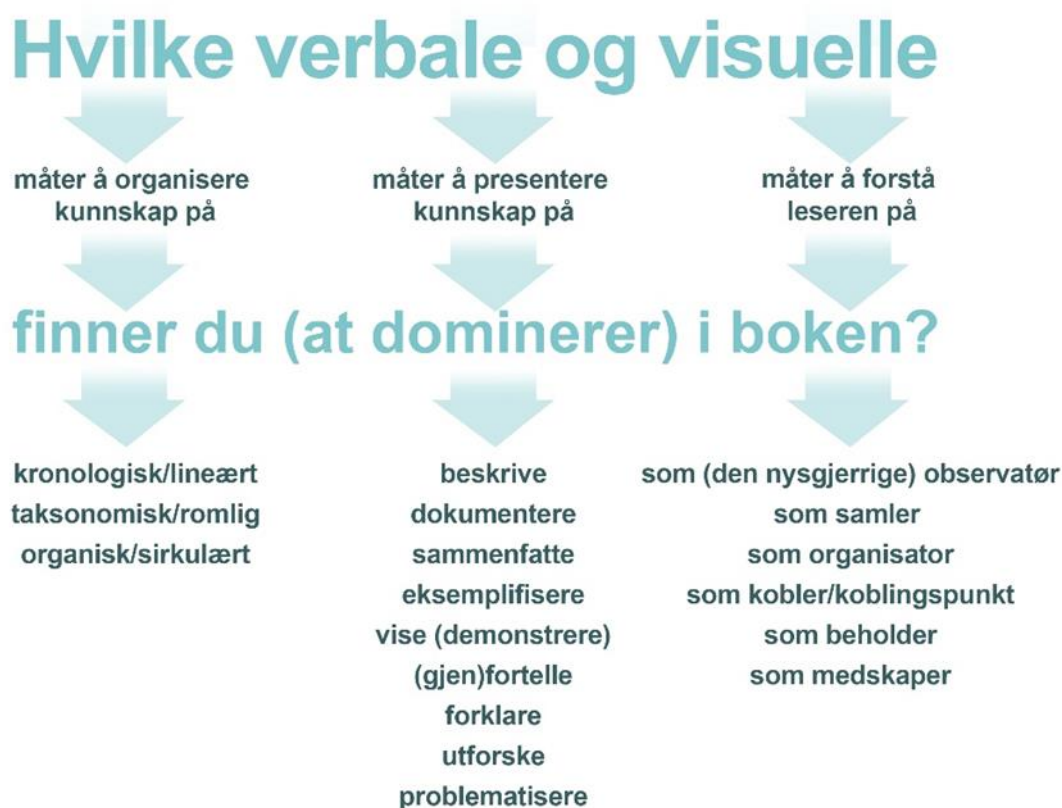 Hvilke verbale og visuelle
måter å organisere
kunnskap på
måter å presentere
kunnskap på
måter å forstå
leseren på
finner du (at dominerer) i boken?
kronologisk/lineært
taksonomisk/romlig
organisk/sirkulært
beskrive
dokumentere
sammenfatte
eksemplifisere
vise (demonstrere)
(gjen)fortelle
forklare
utforske
problematisere
som (den nysgjerrige) observatør
som samler
som organisator
som kobler/koblingspunkt
som beholder
som medskaper